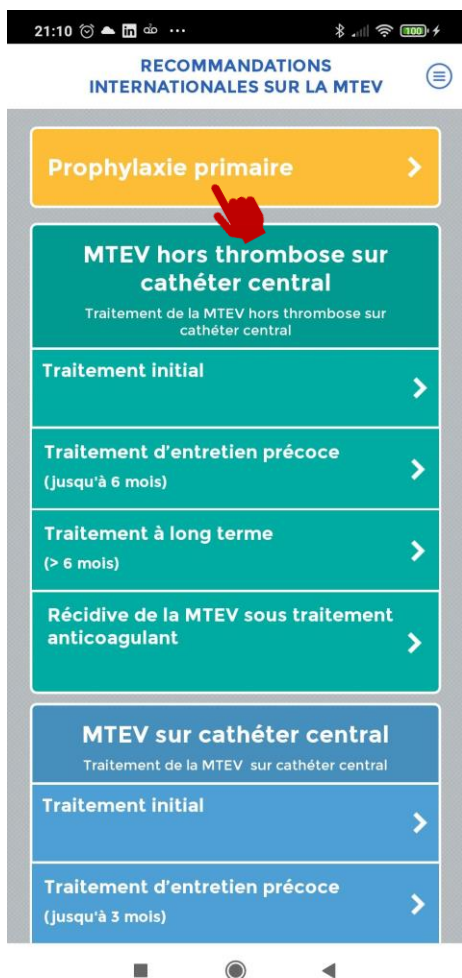 21:10
100
RECOMMANDATIONS
INTERNATIONALES SUR LA MTEV
Prophylaxie primaire
MTEV hors thrombose sur
cathéter central
Traitement de la MTEV hors thrombose sur
cathéter central
Traitement initial
Traitement d'entretien précoce
(jusqu'à 6 mois)
Traitement à long terme
(> 6 mois)
Récidive de la MTEV sous traitement
anticoagulant
MTEV sur cathéter central
Traitement de la MTEV sur cathéter central
Traitement initial
Traitement d'entretien précoce
(jusqu'à 3 mois)